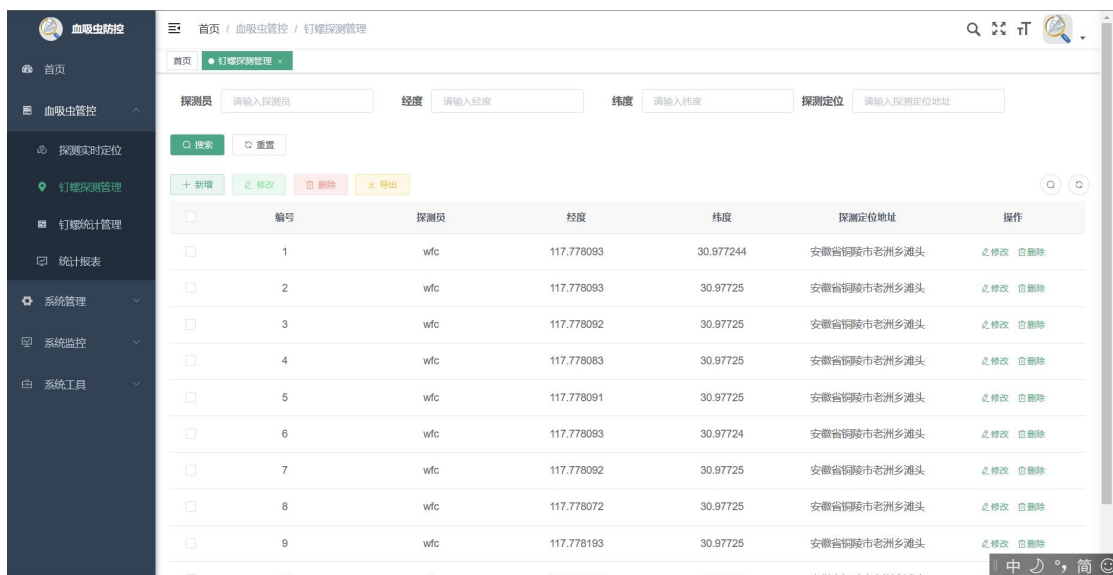 血吸虫防控
首页 / 血吸虫管控 / 钉螺探测管理
首页
钉螺探测管理 ×
首页
血吸虫管控
探测实时定位
钉螺探测管理
钉螺统计管理
统计报表
系统管理
系统监控
系统工具
探测员 请输入探测员 经度 请输入经度 纬度 请输入纬度 探测定位 请输入探测定位地址
搜索 重置
+ 新增 修改 删除 导出
编号 探测员 经度 纬度 探测定位地址 操作
1 wfc 117.778093 30.977244 安徽省铜陵市老洲乡滩头 修改 删除
2 wfc 117.778093 30.97725 安徽省铜陵市老洲乡滩头 修改 删除
3 wfc 117.778092 30.97725 安徽省铜陵市老洲乡滩头 修改 删除
4 wfc 117.778083 30.97725 安徽省铜陵市老洲乡滩头 修改 删除
5 wfc 117.778091 30.97725 安徽省铜陵市老洲乡滩头 修改 删除
6 wfc 117.778093 30.97724 安徽省铜陵市老洲乡滩头 修改 删除
7 wfc 117.778092 30.97725 安徽省铜陵市老洲乡滩头 修改 删除
8 wfc 117.778072 30.97725 安徽省铜陵市老洲乡滩头 修改 删除
9 wfc 117.778193 30.97725 安徽省铜陵市老洲乡滩头 修改 删除
中 简